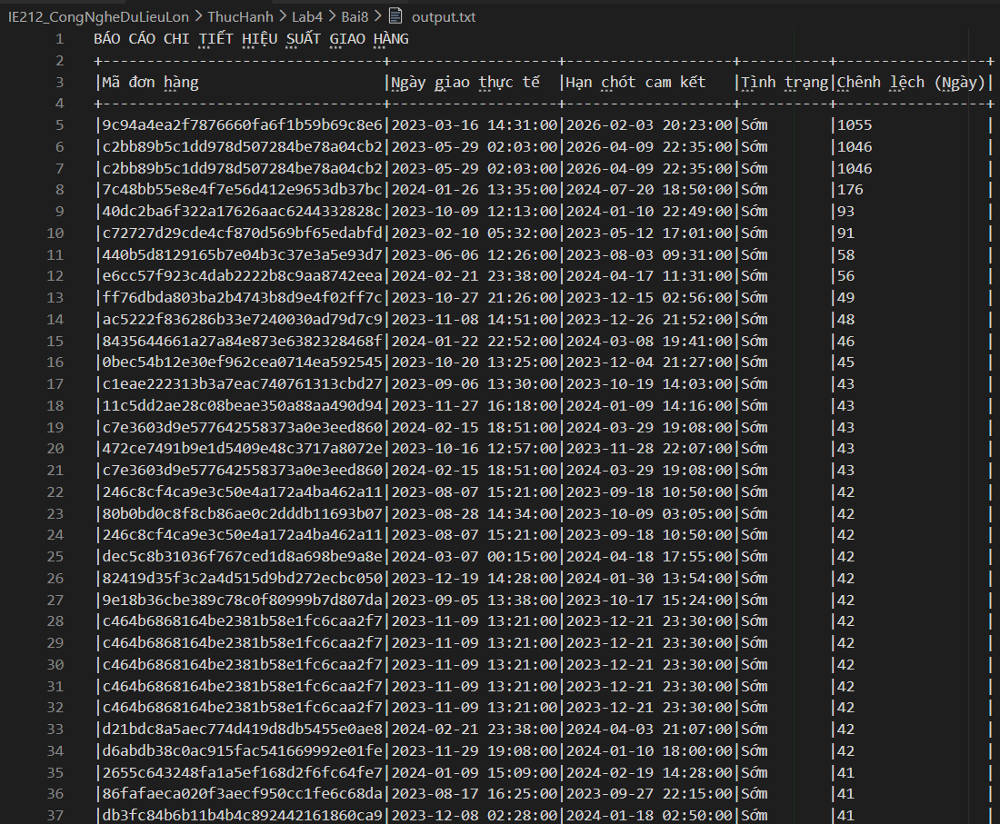 IE212_CongNgheDuLieuLon > ThucHanh > Lab4 > Bai8 > output.txt
1 BÁO CÁO CHI TIẾT HIỆU SUẤT GIAO HÀNG
2 +--------------------------------+-------------------+-------------------+----------+-----------------+
3 |Mã đơn hàng |Ngày giao thực tế |Hạn chót cam kết |Tình trạng|Chênh lệch (Ngày)|
4 +--------------------------------+-------------------+-------------------+----------+-----------------+
5 |9c94a4ea2f7876660fa6f1b59b69c8e6|2023-03-16 14:31:00|2026-02-03 20:23:00|Sớm |1055 |
6 |c2bb89b5c1dd978d507284be78a04cb2|2023-05-29 02:03:00|2026-04-09 22:35:00|Sớm |1046 |
7 |c2bb89b5c1dd978d507284be78a04cb2|2023-05-29 02:03:00|2026-04-09 22:35:00|Sớm |1046 |
8 |7c48bb55e8e4f7e56d412e9653db37bc|2024-01-26 13:35:00|2024-07-20 18:50:00|Sớm |176 |
9 |40dc2ba6f322a17626aac6244332828c|2023-10-09 12:13:00|2024-01-10 22:49:00|Sớm |93 |
10 |c72727d29cde4cf870d569bf65edabfd|2023-02-10 05:32:00|2023-05-12 17:01:00|Sớm |91 |
11 |440b5d8129165b7e04b3c37e3a5e93d7|2023-06-06 12:26:00|2023-08-03 09:31:00|Sớm |58 |
12 |e6cc57f923c4dab2222b8c9aa8742eea|2024-02-21 23:38:00|2024-04-17 11:31:00|Sớm |56 |
13 |ff76dbda803ba2b4743b8d9e4f02ff7c|2023-10-27 21:26:00|2023-12-15 02:56:00|Sớm |49 |
14 |ac5222f836286b33e7240030ad79d7c9|2023-11-08 14:51:00|2023-12-26 21:52:00|Sớm |48 |
15 |8435644661a27a84e873e6382328468f|2024-01-22 22:52:00|2024-03-08 19:41:00|Sớm |46 |
16 |0bec54b12e30ef962cea0714ea592545|2023-10-20 13:25:00|2023-12-04 21:27:00|Sớm |45 |
17 |c1eae222313b3a7eac740761313cbd27|2023-09-06 13:30:00|2023-10-19 14:03:00|Sớm |43 |
18 |11c5dd2ae28c08beae350a88aa490d94|2023-11-27 16:18:00|2024-01-09 14:16:00|Sớm |43 |
19 |c7e3603d9e577642558373a0e3eed860|2024-02-15 18:51:00|2024-03-29 19:08:00|Sớm |43 |
20 |472ce7491b9e1d5409e48c3717a8072e|2023-10-16 12:57:00|2023-11-28 22:07:00|Sớm |43 |
21 |c7e3603d9e577642558373a0e3eed860|2024-02-15 18:51:00|2024-03-29 19:08:00|Sớm |43 |
22 |246c8cf4ca9e3c50e4a172a4ba462a11|2023-08-07 15:21:00|2023-09-18 10:50:00|Sớm |42 |
23 |80b0bd0c8f8cb86ae0c2dddb11693b07|2023-08-28 14:34:00|2023-10-09 03:05:00|Sớm |42 |
24 |246c8cf4ca9e3c50e4a172a4ba462a11|2023-08-07 15:21:00|2023-09-18 10:50:00|Sớm |42 |
25 |dec5c8b31036f767ced1d8a698be9a8e|2024-03-07 00:15:00|2024-04-18 17:55:00|Sớm |42 |
26 |82419d35f3c2a4d515d9bd272ecbc050|2023-12-19 14:28:00|2024-01-30 13:54:00|Sớm |42 |
27 |9e18b36cbe389c78c0f80999b7d807da|2023-09-05 13:38:00|2023-10-17 15:24:00|Sớm |42 |
28 |c464b6868164be2381b58e1fc6caa2f7|2023-11-09 13:21:00|2023-12-21 23:30:00|Sớm |42 |
29 |c464b6868164be2381b58e1fc6caa2f7|2023-11-09 13:21:00|2023-12-21 23:30:00|Sớm |42 |
30 |c464b6868164be2381b58e1fc6caa2f7|2023-11-09 13:21:00|2023-12-21 23:30:00|Sớm |42 |
31 |c464b6868164be2381b58e1fc6caa2f7|2023-11-09 13:21:00|2023-12-21 23:30:00|Sớm |42 |
32 |c464b6868164be2381b58e1fc6caa2f7|2023-11-09 13:21:00|2023-12-21 23:30:00|Sớm |42 |
33 |d21bdc8a5aec774d419d8db5455e0ae8|2024-02-21 23:38:00|2024-04-03 21:07:00|Sớm |42 |
34 |d6abdb38c0ac915fac541669992e01fe|2023-11-29 19:08:00|2024-01-10 18:00:00|Sớm |42 |
35 |2655c643248fa1a5ef168d2f6fc64fe7|2024-01-09 15:09:00|2024-02-19 14:28:00|Sớm |41 |
36 |86fafaeca020f3aecf950cc1fe6c68da|2023-08-17 16:25:00|2023-09-27 22:15:00|Sớm |41 |
37 |db3fc84b6b11b4b4c892442161860ca9|2023-12-08 02:28:00|2024-01-18 02:50:00|Sớm |41 |